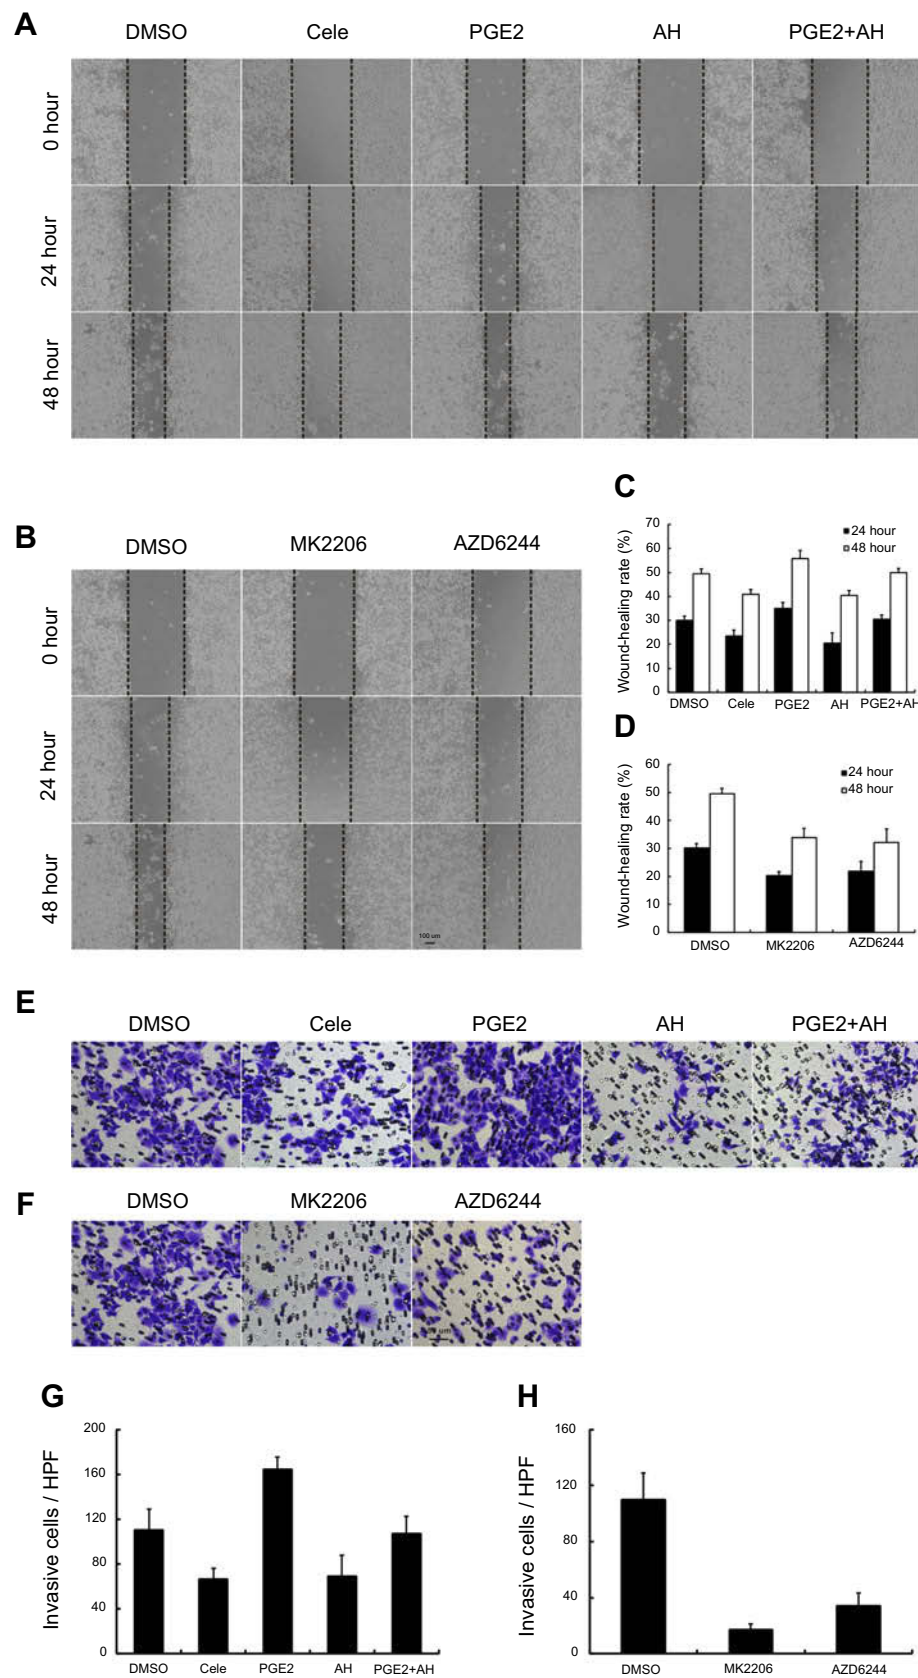 A
DMSO Cele PGE2 AH PGE2+AH
0 hour
24 hour
48 hour
B
DMSO MK2206 AZD6244
0 hour
24 hour
48 hour
100 um
C
Wound-healing rate (%)
70
60
50
40
30
20
10
0
24 hour
48 hour
DMSO Cele PGE2 AH PGE2+AH
D
Wound-healing rate (%)
60
50
40
30
20
10
0
24 hour
48 hour
DMSO MK2206 AZD6244
E
DMSO Cele PGE2 AH PGE2+AH
F
DMSO MK2206 AZD6244
um
G
Invasive cells / HPF
200
160
120
80
40
0
DMSO Cele PGE2 AH PGE2+AH
H
Invasive cells / HPF
160
120
80
40
0
DMSO MK2206 AZD6244